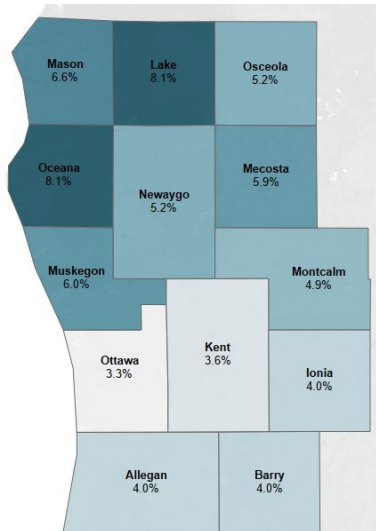 Mason
6.6%
Lake
8.1%
Osceola
5.2%
Oceana
8.1%
Newaygo
5.2%
Mecosta
5.9%
Muskegon
6.0%
Montcalm
4.9%
Ottawa
3.3%
Kent
3.6%
Ionia
4.0%
Allegan
4.0%
Barry
4.0%